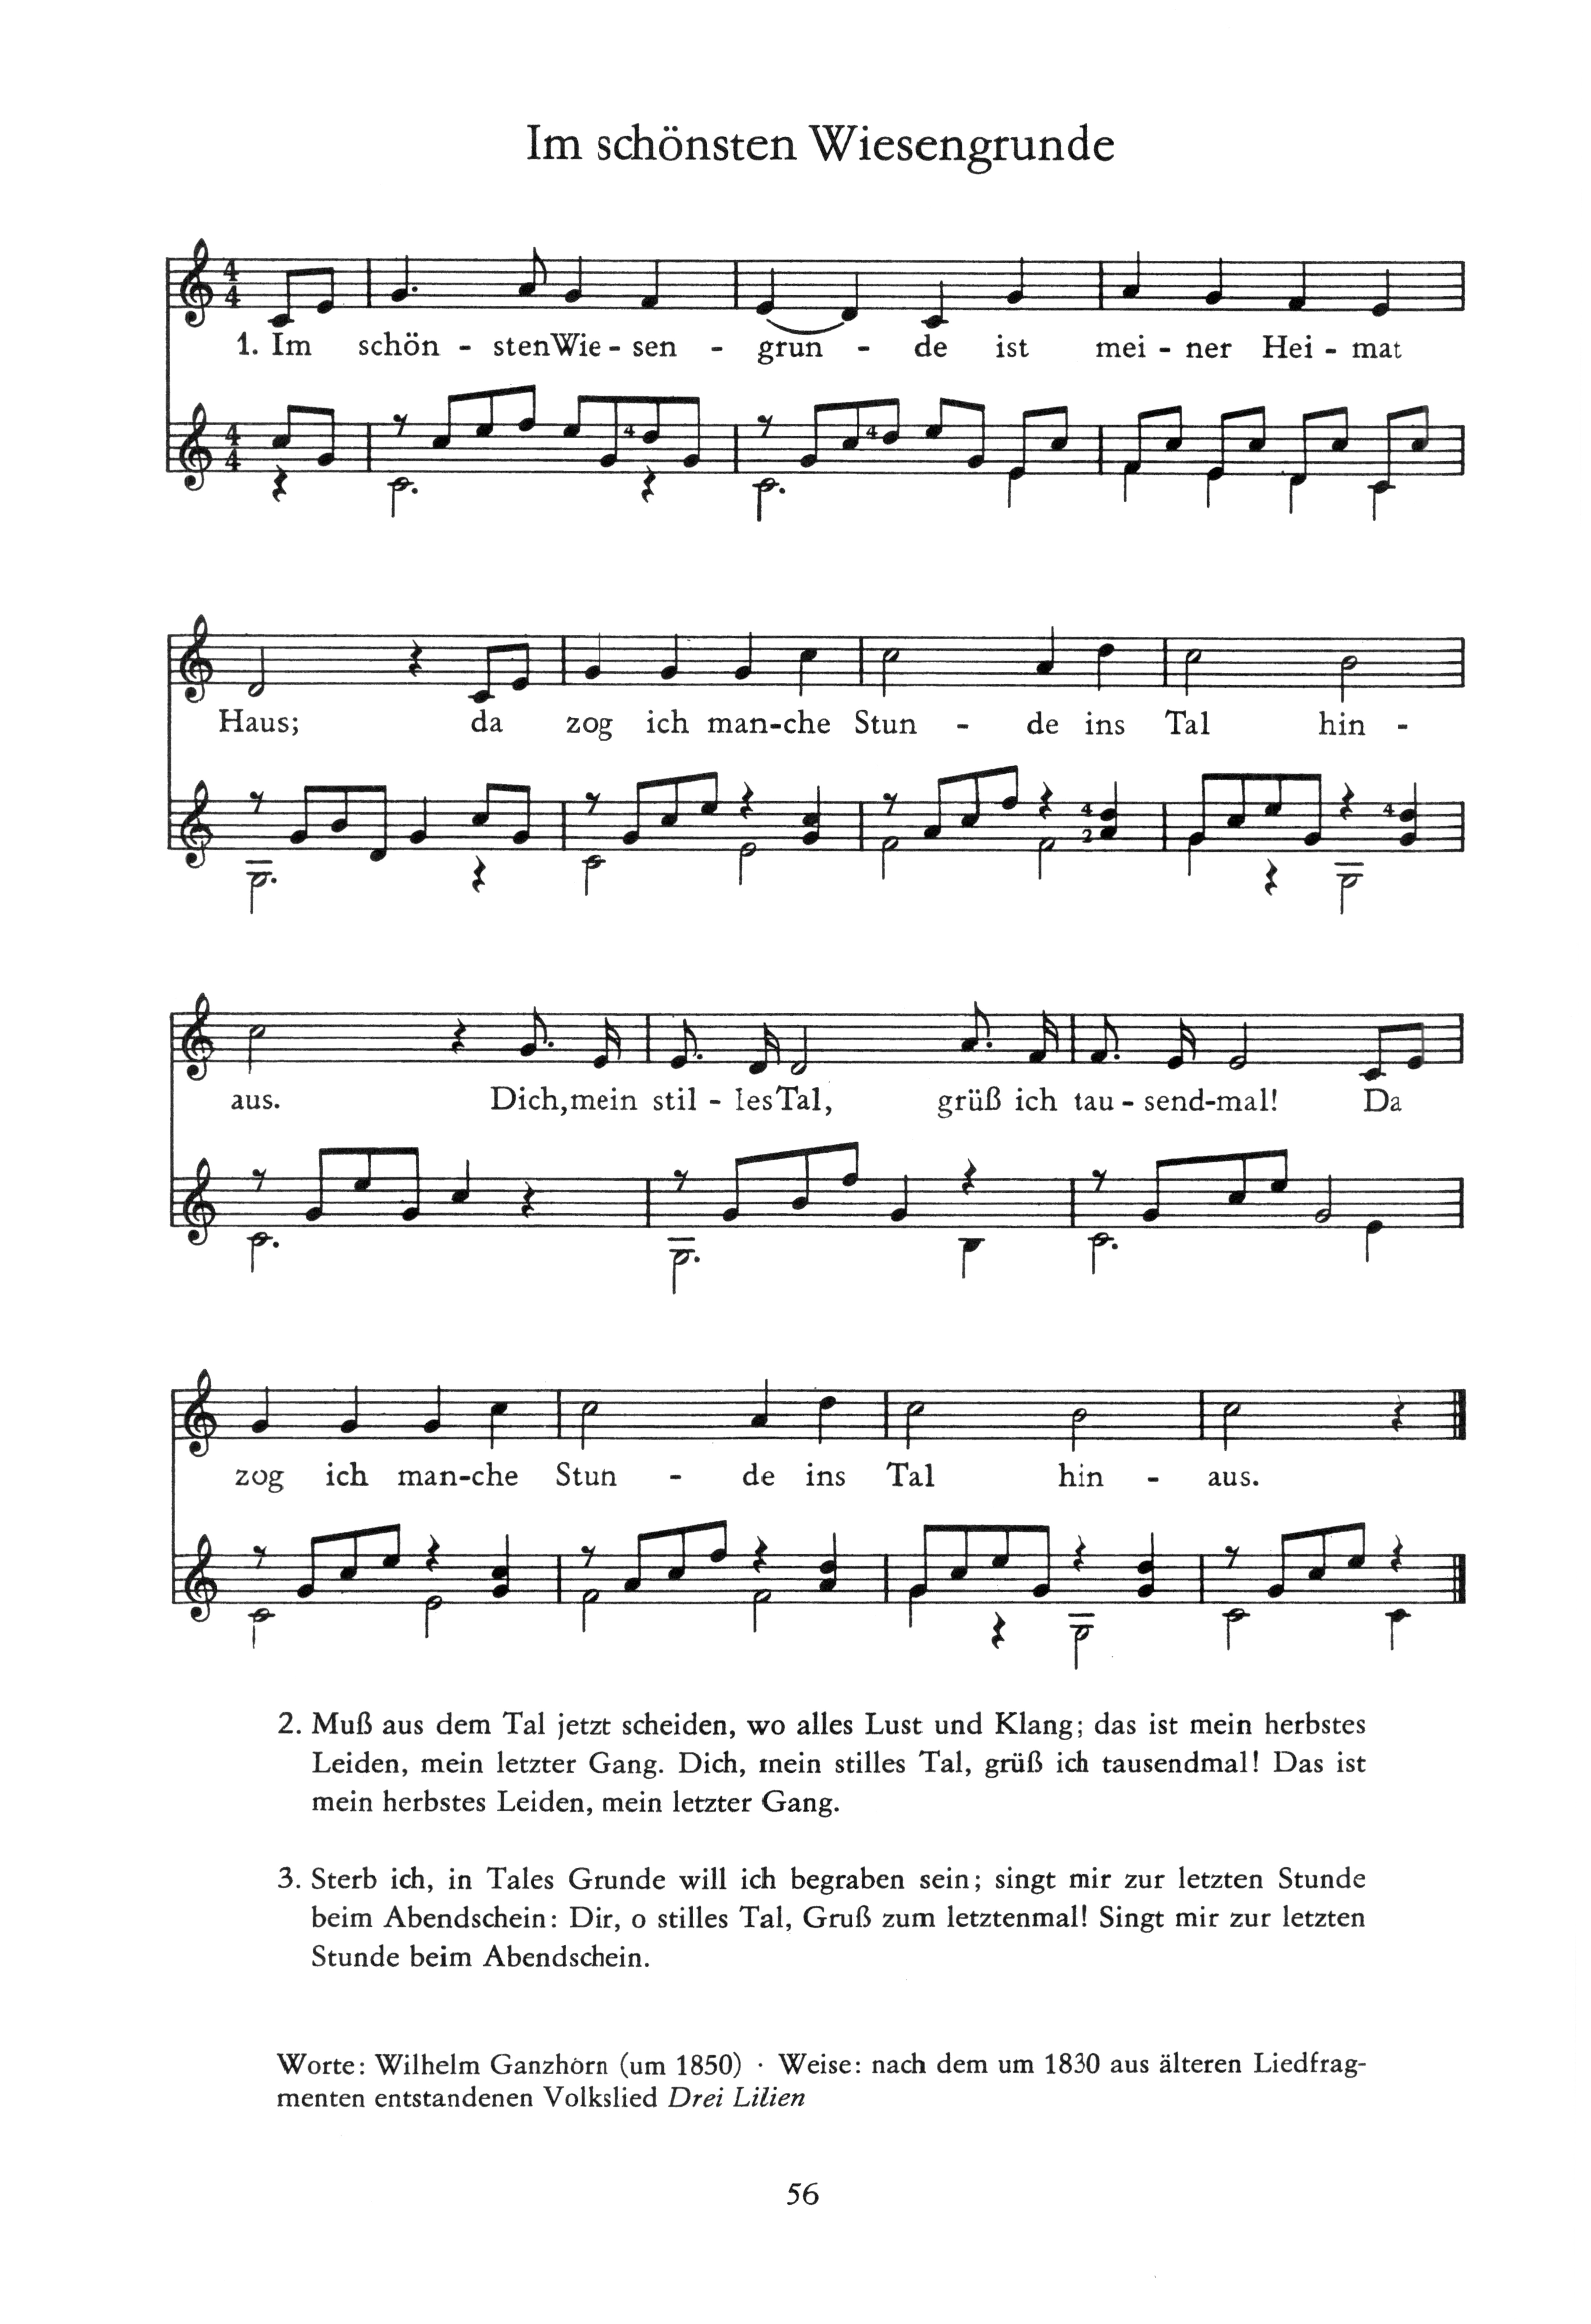 Im schönsten Wiesengrunde
4
4
1. Im schön - sten Wie - sen - grun - de ist mei - ner Hei - mat
4
4
4
4
Haus; da zog ich man-che Stun - de ins Tal hin -
4
2
4
aus. Dich, mein stil - les Tal, grüß ich tau - send-mal! Da
zog ich man-che Stun - de ins Tal hin - aus.
2. Muß aus dem Tal jetzt scheiden, wo alles Lust und Klang; das ist mein herbstes
Leiden, mein letzter Gang. Dich, mein stilles Tal, grüß ich tausendmal! Das ist
mein herbstes Leiden, mein letzter Gang.
3. Sterb ich, in Tales Grunde will ich begraben sein; singt mir zur letzten Stunde
beim Abendschein: Dir, o stilles Tal, Gruß zum letztenmal! Singt mir zur letzten
Stunde beim Abendschein.
Worte: Wilhelm Ganzhorn (um 1850) · Weise: nach dem um 1830 aus älteren Liedfrag-
menten entstandenen Volkslied Drei Lilien
56